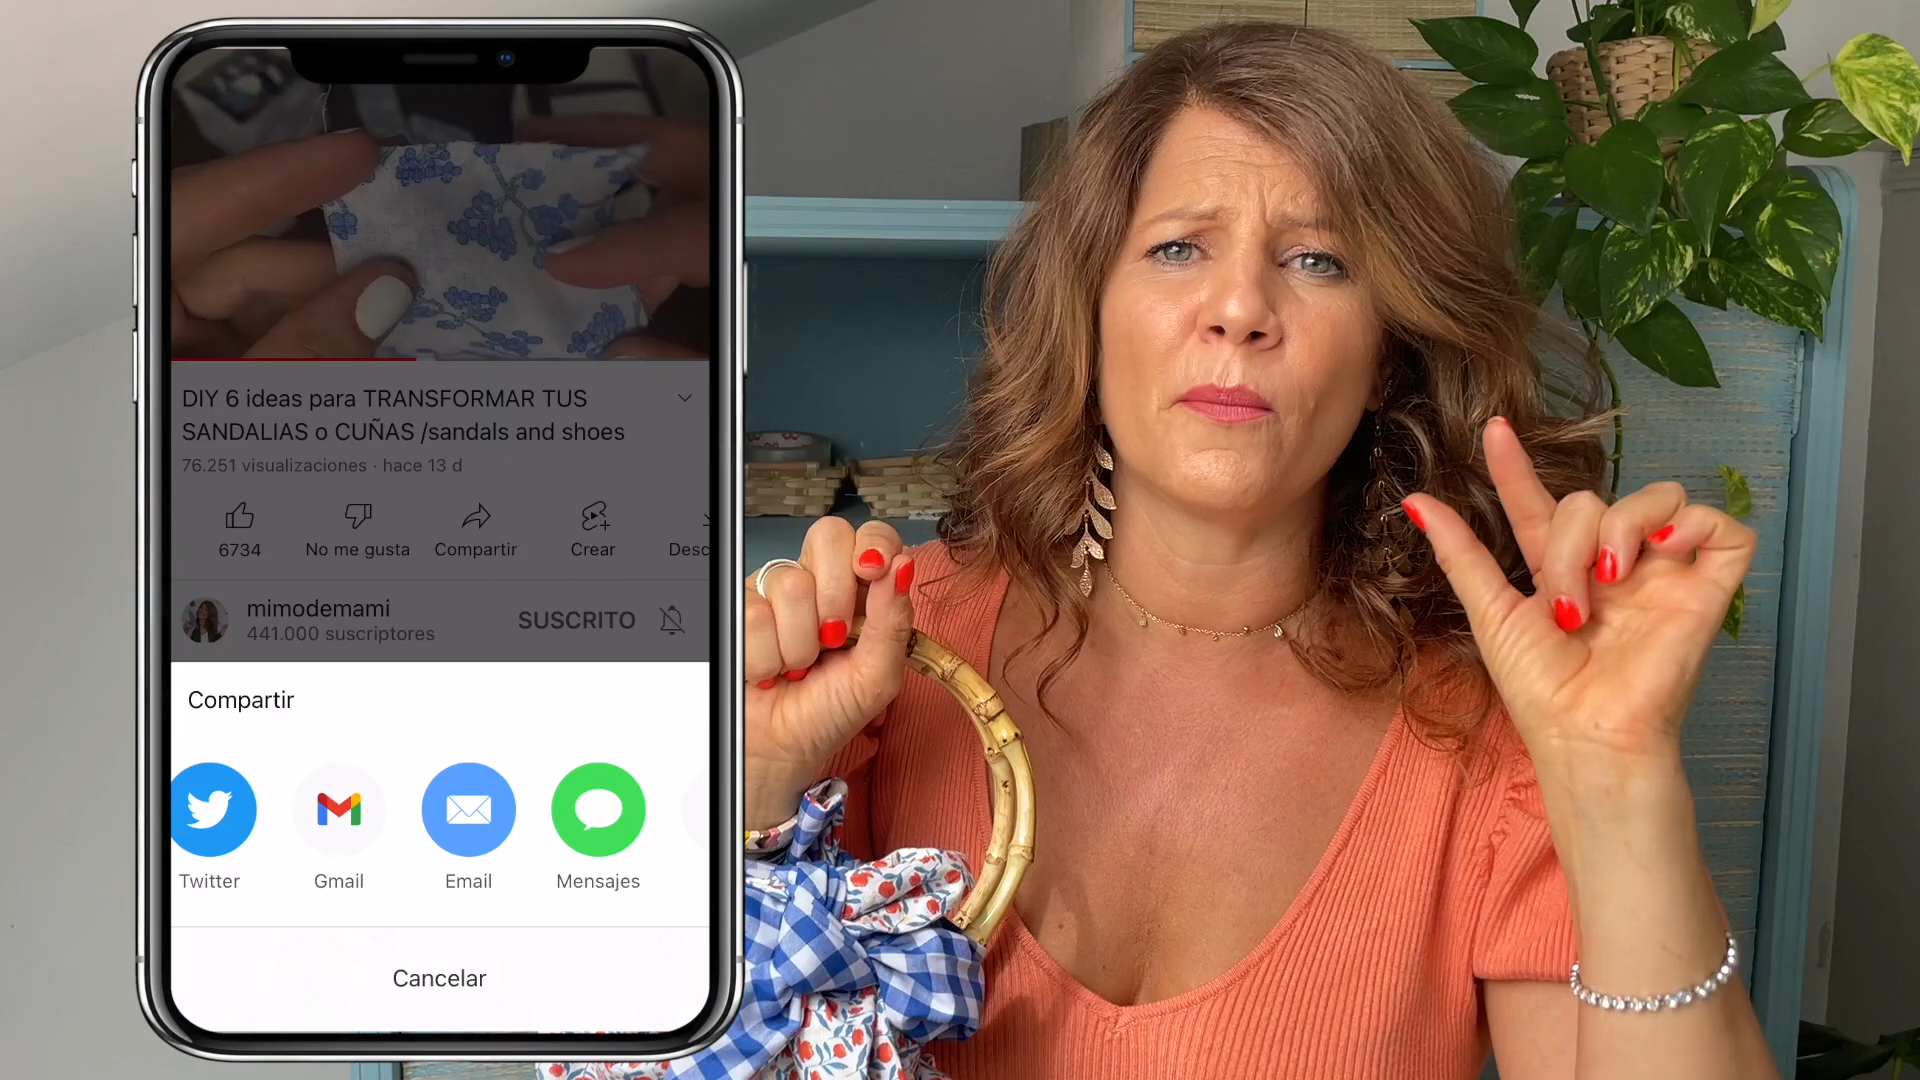 DIY 6 ideas para TRANSFORMAR TUS
SANDALIAS o CUÑAS /sandals and shoes
76.251 visualizaciones · hace 13 d
6734
No me gusta
Compartir
Crear
Desc
mimodemami
441.000 suscriptores
SUSCRITO
Compartir
Twitter
Gmail
Email
Mensajes
Cancelar